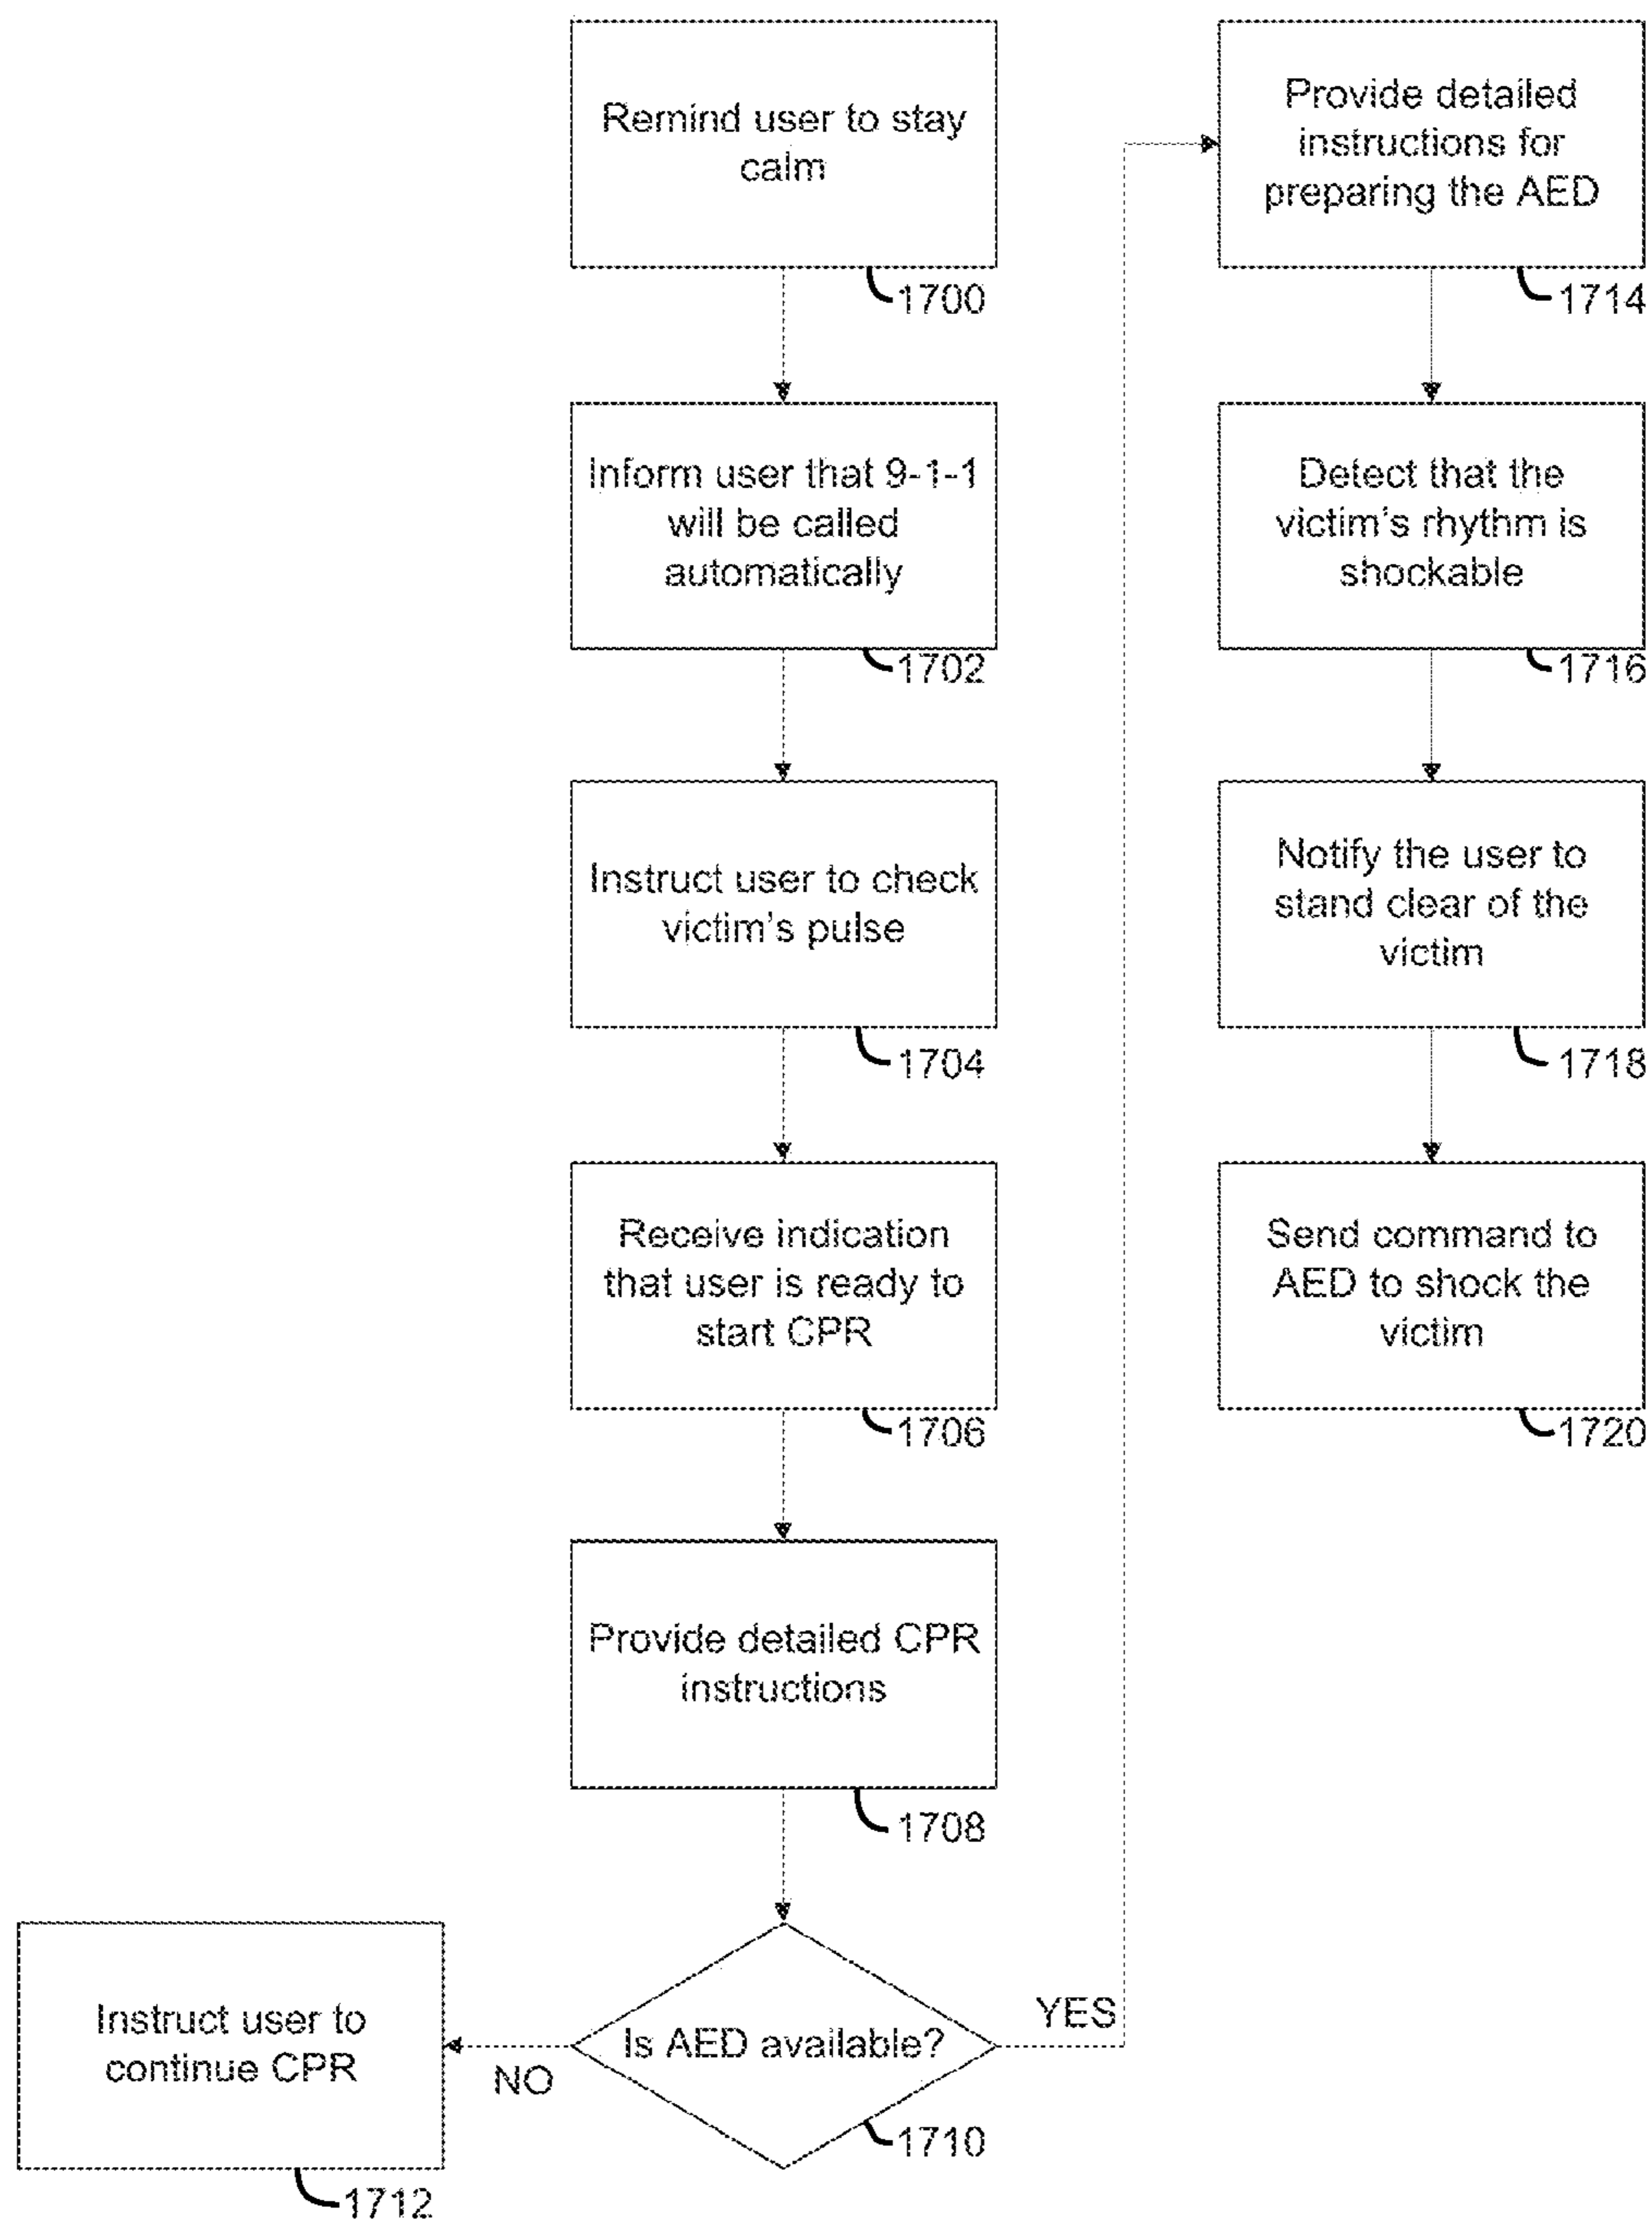 Remind user to stay
calm
1700
Inform user that 9-1-1
will be called
automatically
1702
Instruct user to check
victim's pulse
1704
Receive indication
that user is ready to
start CPR
1706
Provide detailed CPR
instructions
1708
Is AED available?
1710
NO
YES
Instruct user to
continue CPR
1712
Provide detailed
instructions for
preparing the AED
1714
Detect that the
victim's rhythm is
shockable
1716
Notify the user to
stand clear of the
victim
1718
Send command to
AED to shock the
victim
1720